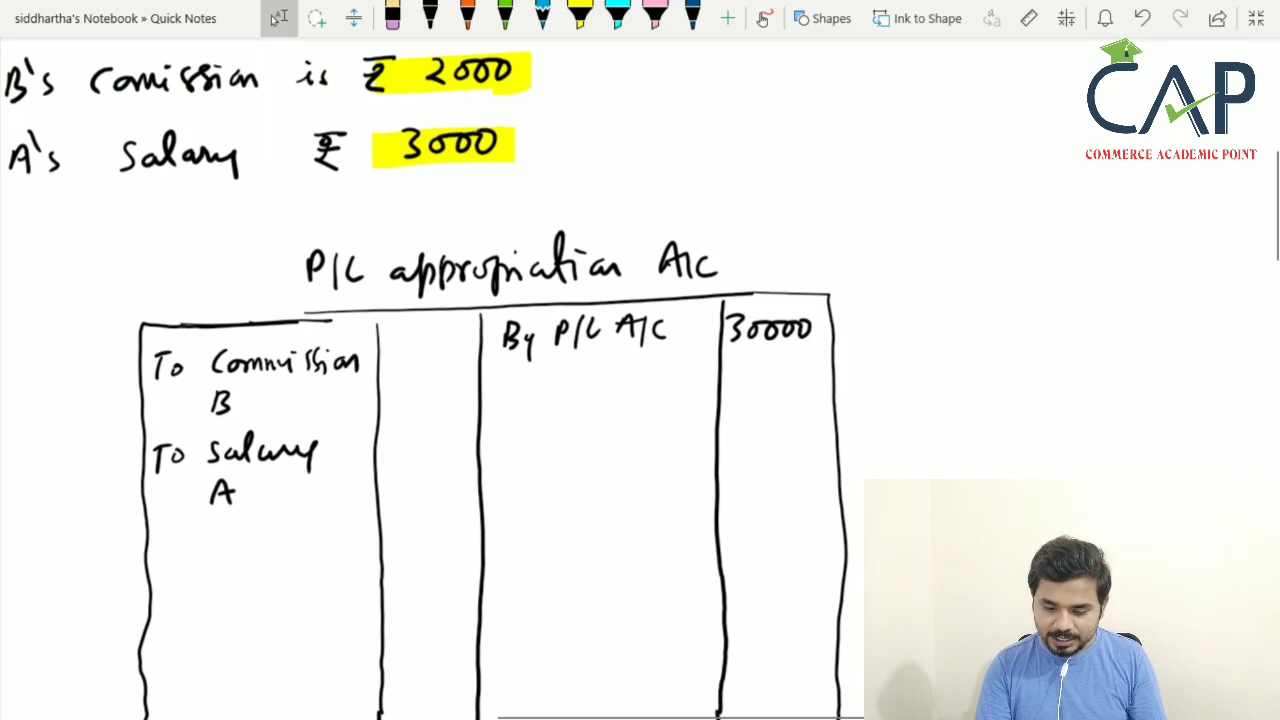 siddhartha's Notebook » Quick Notes
Shapes
Ink to Shape
B's Comission is ₹ 2000
A's Salary ₹ 3000
CAP
COMMERCE ACADEMIC POINT
P/L appropriation A/C
By P/L A/C 30000
To Commission
B
To Salary
A